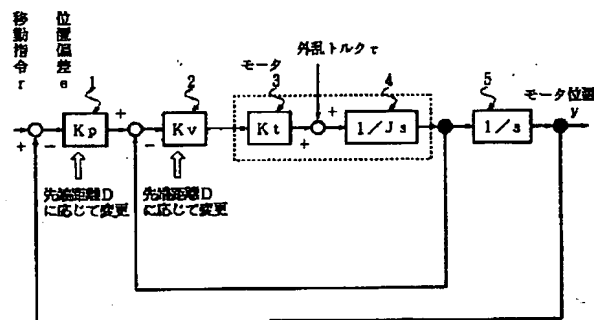 移動指令 r
位置偏差 e
1
2
モータ
3
外乱トルク τ
4
5
モータ位置
y
Kp
Kv
Kt
1/Js
1/s
+
−
+
−
+
+
先端距離D
に応じて変更
先端距離D
に応じて変更